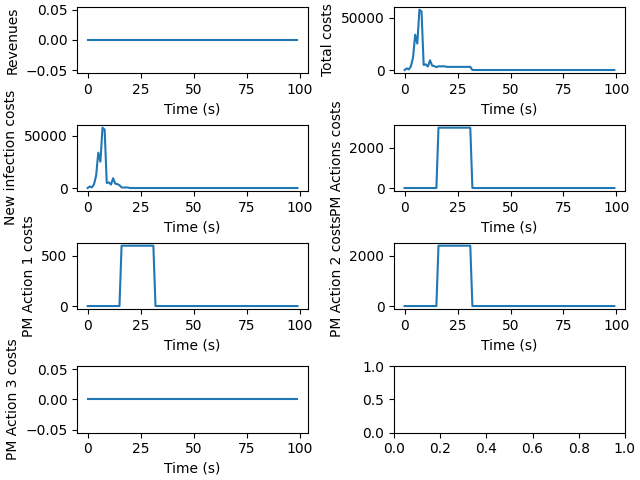 Revenues
0.05
0.00
−0.05
0 25 50 75 100
Time (s)
Total costs
50000
0
0 25 50 75 100
Time (s)
New infection costs
50000
0
0 25 50 75 100
Time (s)
PM Actions costs
2000
0
0 25 50 75 100
Time (s)
PM Action 1 costs
500
0
0 25 50 75 100
Time (s)
PM Action 2 costs
2000
0
0 25 50 75 100
Time (s)
PM Action 3 costs
0.05
0.00
−0.05
0 25 50 75 100
Time (s)
1.0
0.5
0.0
0.0 0.2 0.4 0.6 0.8 1.0